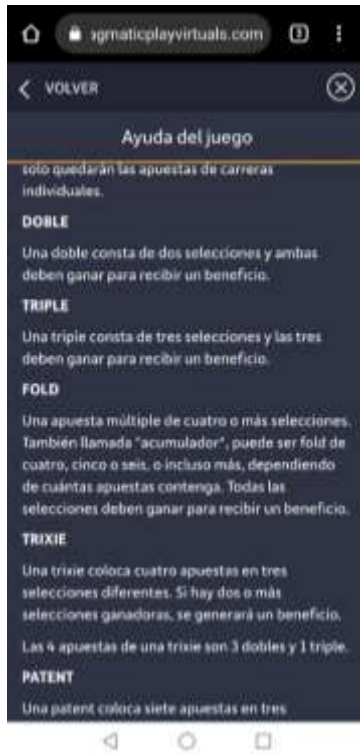 agmaticplayvirtuals.com
VOLVER
Ayuda del juego
solo quedarán las apuestas de carreras
individuales.
DOBLE
Una doble consta de dos selecciones y ambas
deben ganar para recibir un beneficio.
TRIPLE
Una triple consta de tres selecciones y las tres
deben ganar para recibir un beneficio.
FOLD
Una apuesta múltiple de cuatro o más selecciones.
También llamada "acumulador", puede ser fold de
cuatro, cinco o seis, o incluso más, dependiendo
de cuántas apuestas contenga. Todas las
selecciones deben ganar para recibir un beneficio.
TRIXIE
Una trixie coloca cuatro apuestas en tres
selecciones diferentes. Si hay dos o más
selecciones ganadoras, se generará un beneficio.
Las 4 apuestas de una trixie son 3 dobles y 1 triple.
PATENT
Una patent coloca siete apuestas en tres